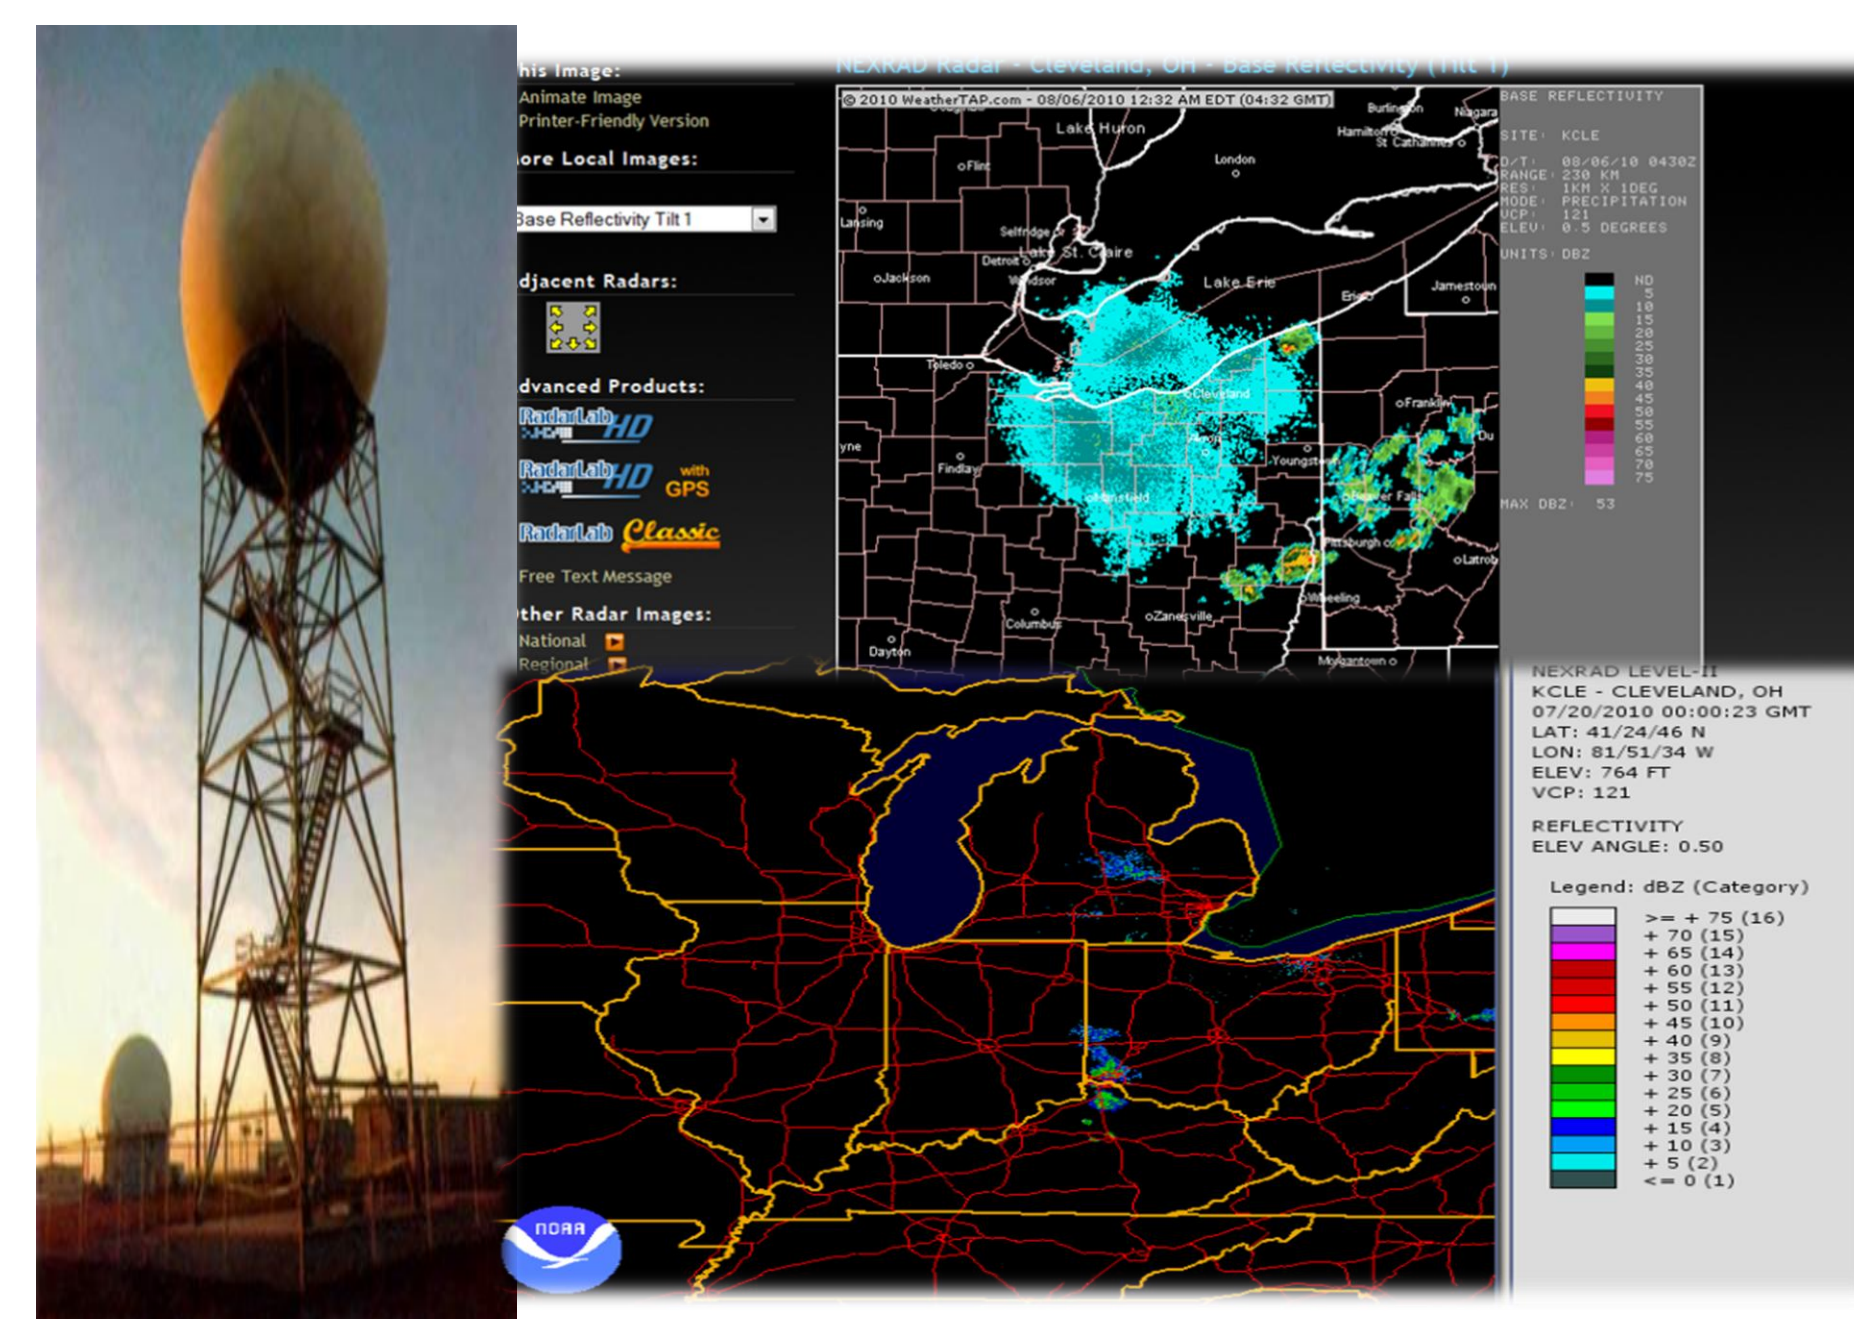 his Image:
Animate Image
Printer-Friendly Version
ore Local Images:
Base Reflectivity Tilt 1
djacent Radars:
dvanced Products:
RadarLab HD
RadarLab HD with GPS
RadarLab Classic
Free Text Message
ther Radar Images:
National
Regional
NEXRAD Radar - Cleveland, OH - Base Reflectivity (Tilt 1)
© 2010 WeatherTAP.com - 08/06/2010 12:32 AM EDT (04:32 GMT)
Burlington
Niagara
Lake Huron
Hamilton
St Catharines
London
Flint
Lansing
Selfridge
Lake St. Claire
Detroit
Windsor
Jackson
Lake Erie
Erie
Jamestown
Toledo
Cleveland
Franklin
Du
yne
Findlay
Akron
Youngstown
Mansfield
Beaver Falls
Pittsburgh
Latrob
Wheeling
Columbus
Zanesville
Dayton
Morgantown
BASE REFLECTIVITY
SITE: KCLE
D/T: 08/06/10 0430Z
RANGE: 230 KM
RES: 1KM X 1DEG
MODE: PRECIPITATION
VCP: 121
ELEV: 0.5 DEGREES
UNITS: DBZ
ND
5
10
15
20
25
30
35
40
45
50
55
60
65
70
75
MAX DBZ: 53
NEXRAD LEVEL-II
KCLE - CLEVELAND, OH
07/20/2010 00:00:23 GMT
LAT: 41/24/46 N
LON: 81/51/34 W
ELEV: 764 FT
VCP: 121
REFLECTIVITY
ELEV ANGLE: 0.50
Legend: dBZ (Category)
>= + 75 (16)
+ 70 (15)
+ 65 (14)
+ 60 (13)
+ 55 (12)
+ 50 (11)
+ 45 (10)
+ 40 (9)
+ 35 (8)
+ 30 (7)
+ 25 (6)
+ 20 (5)
+ 15 (4)
+ 10 (3)
+ 5 (2)
<= 0 (1)
NOAA